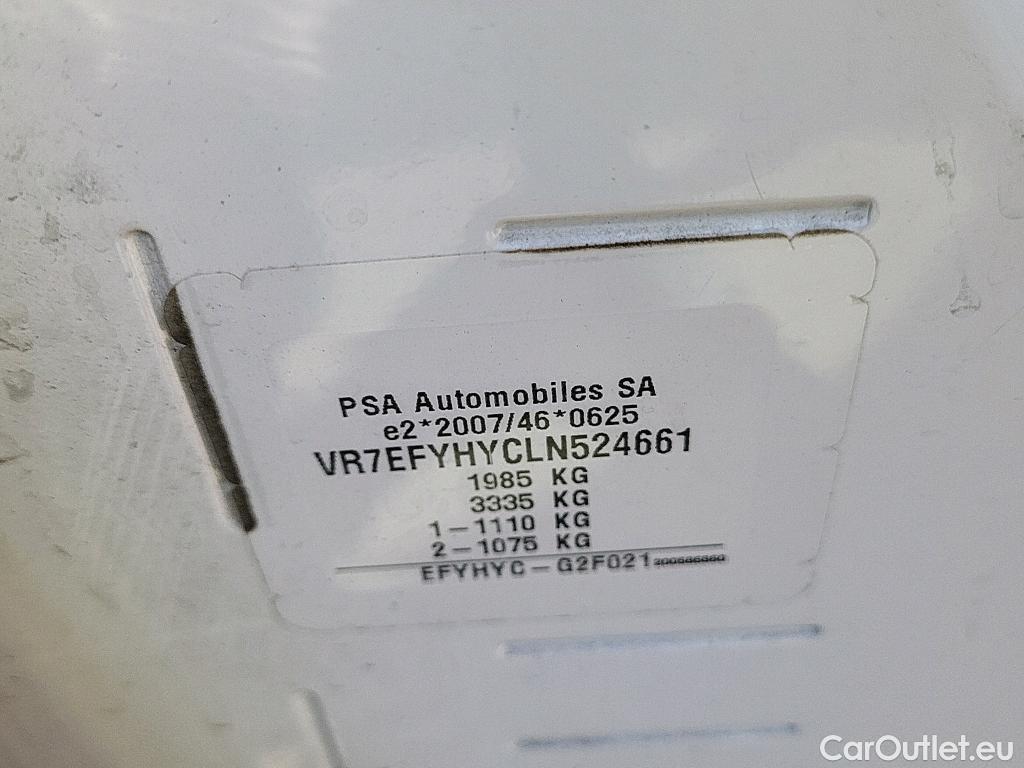 PSA Automobiles SA
e2*2007/46*0625
VR7EFYHYCLN524661
1985 KG
3335 KG
1-1110 KG
2-1075 KG
EFYHYC-G2F021
CarOutlet.eu